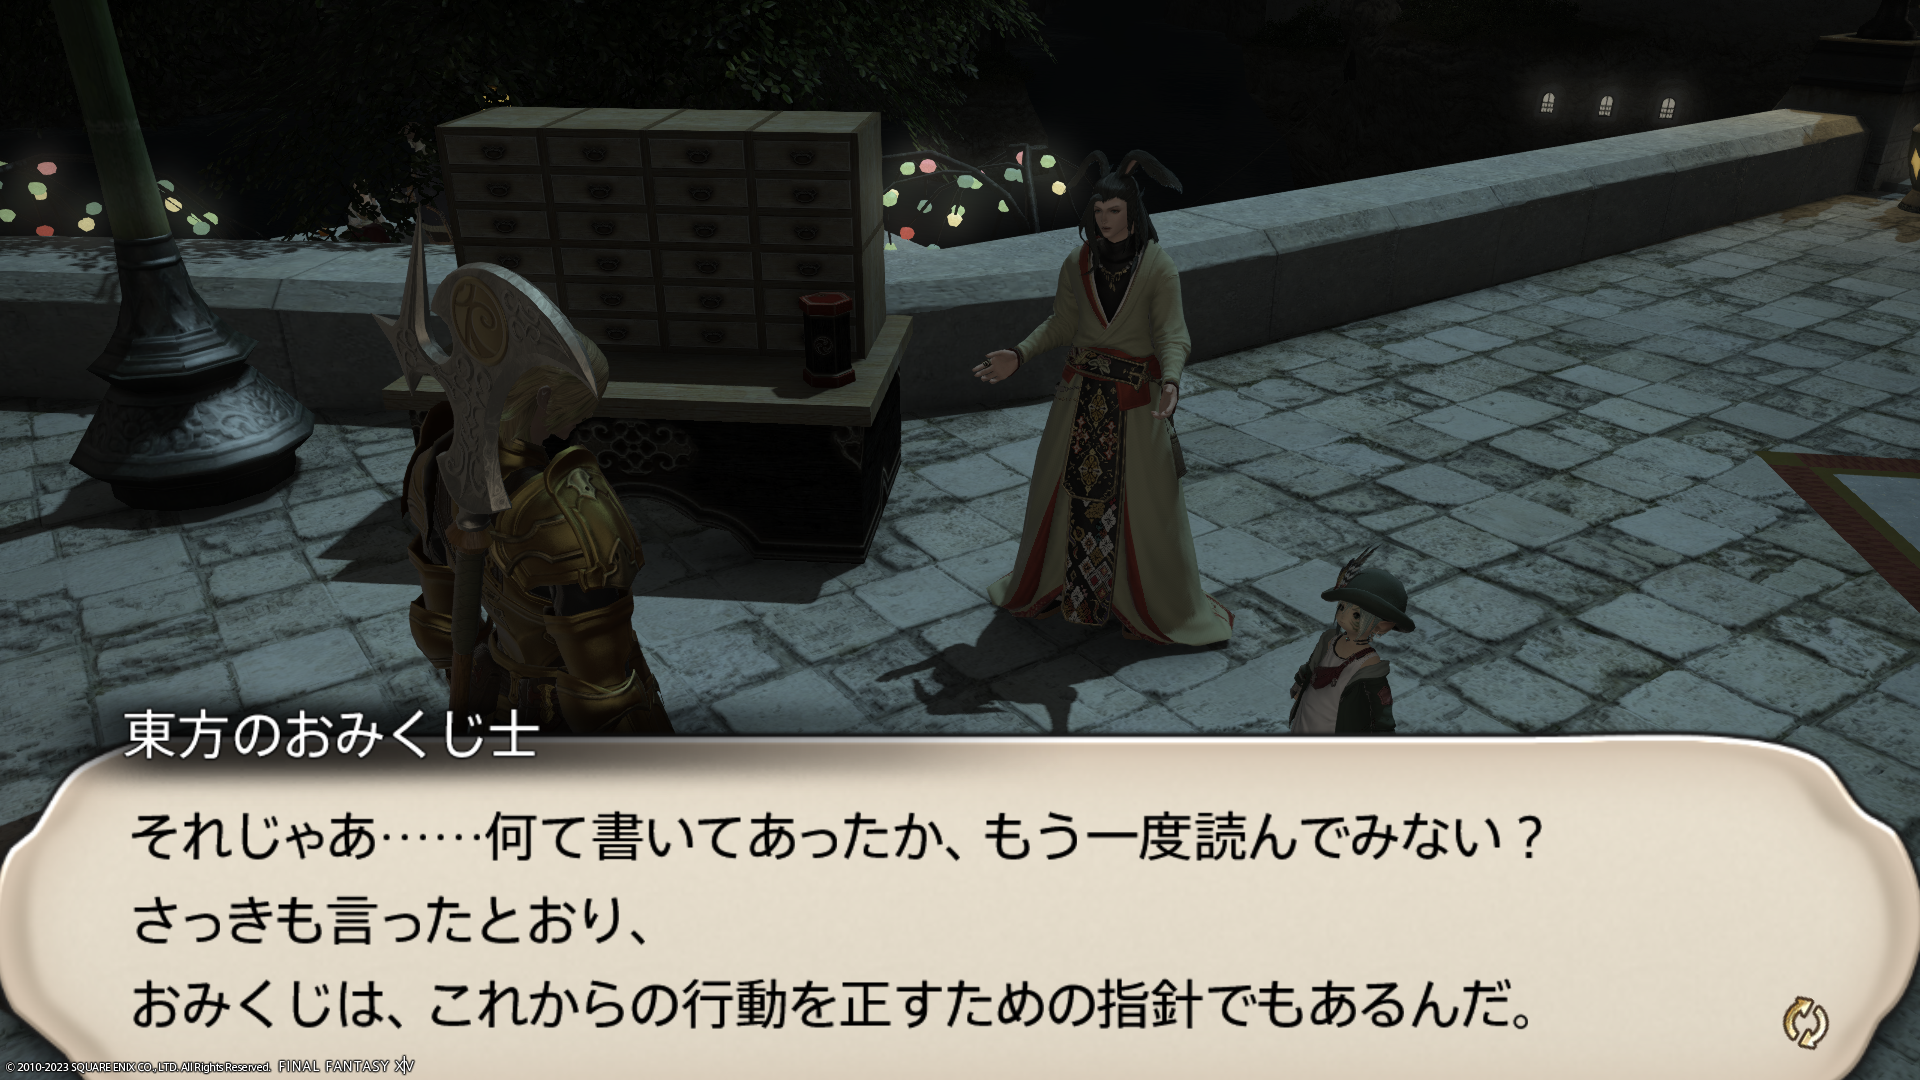 東方のおみくじ士
それじゃあ……何て書いてあったか、もう一度読んでみない？
さっきも言ったとおり、
おみくじは、これからの行動を正すための指針でもあるんだ。
© 2010-2023 SQUARE ENIX CO., LTD. All Rights Reserved. FINAL FANTASY XIV